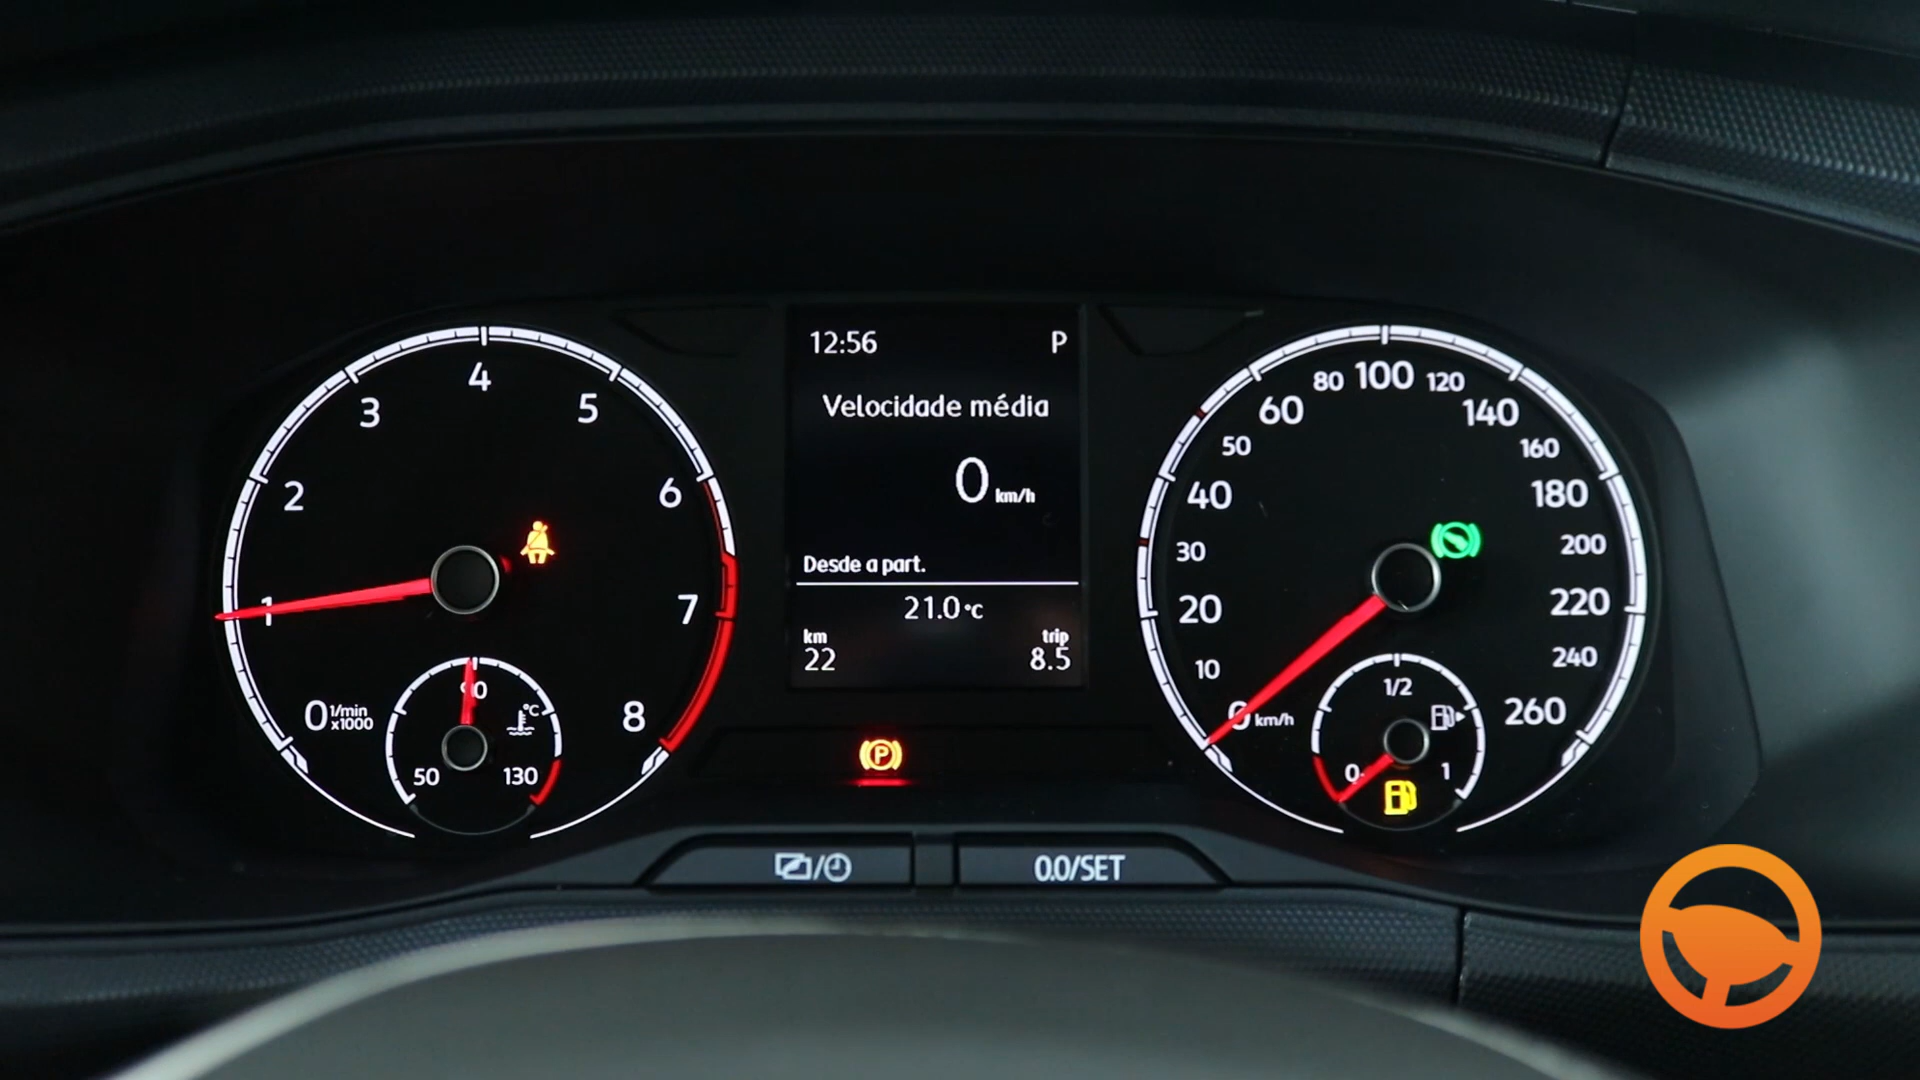 4
3
5
2
6
1
7
0 1/min
x1000
8
90
°C
50
130
12:56 P
Velocidade média
0 km/h
Desde a part.
21.0 °C
km trip
22 8.5
P
80 100 120
60 140
50 160
40 180
30 200
20 220
10 240
0 km/h 260
1/2
0 1
0.0/SET